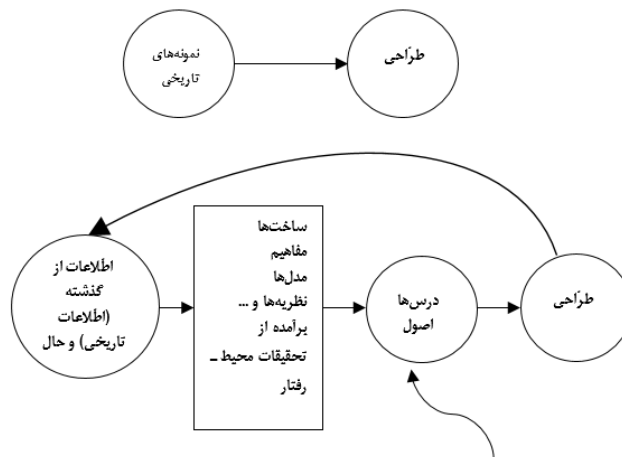 نمونه‌های
تاریخی
طرّاحی
اطّلاعات از
گذشته
(اطّلاعات
تاریخی) و حال
ساخت‌ها
مفاهیم
مدل‌ها
نظریه‌ها و ...
برآمده از
تحقیقات محیط ـ
رفتار
درس‌ها
اصول
طرّاحی